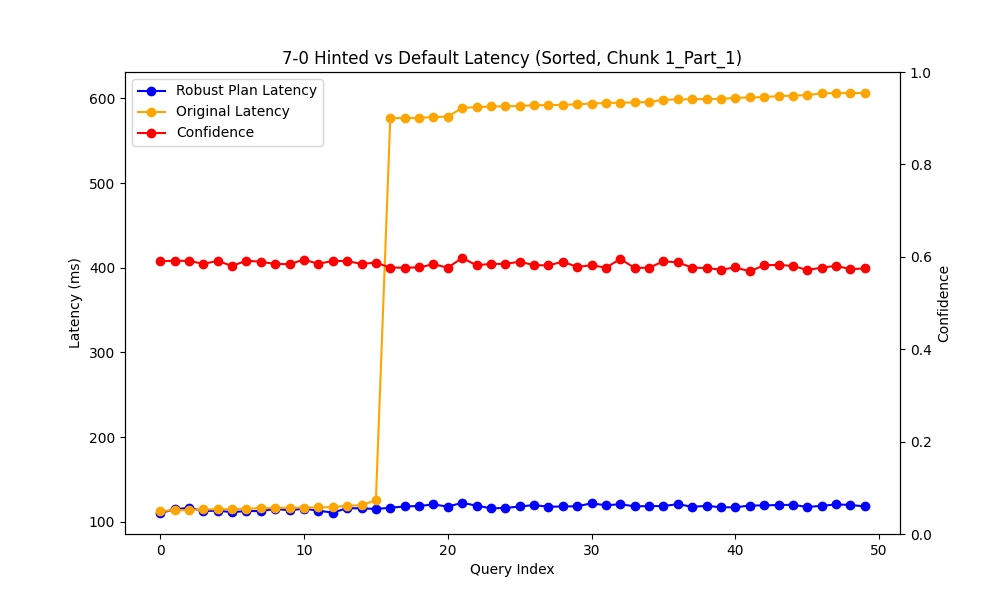 7-0 Hinted vs Default Latency (Sorted, Chunk 1_Part_1)
Robust Plan Latency
Original Latency
Confidence
600
500
400
300
200
100
Latency (ms)
1.0
0.8
0.6
0.4
0.2
0.0
Confidence
0
10
20
30
40
50
Query Index